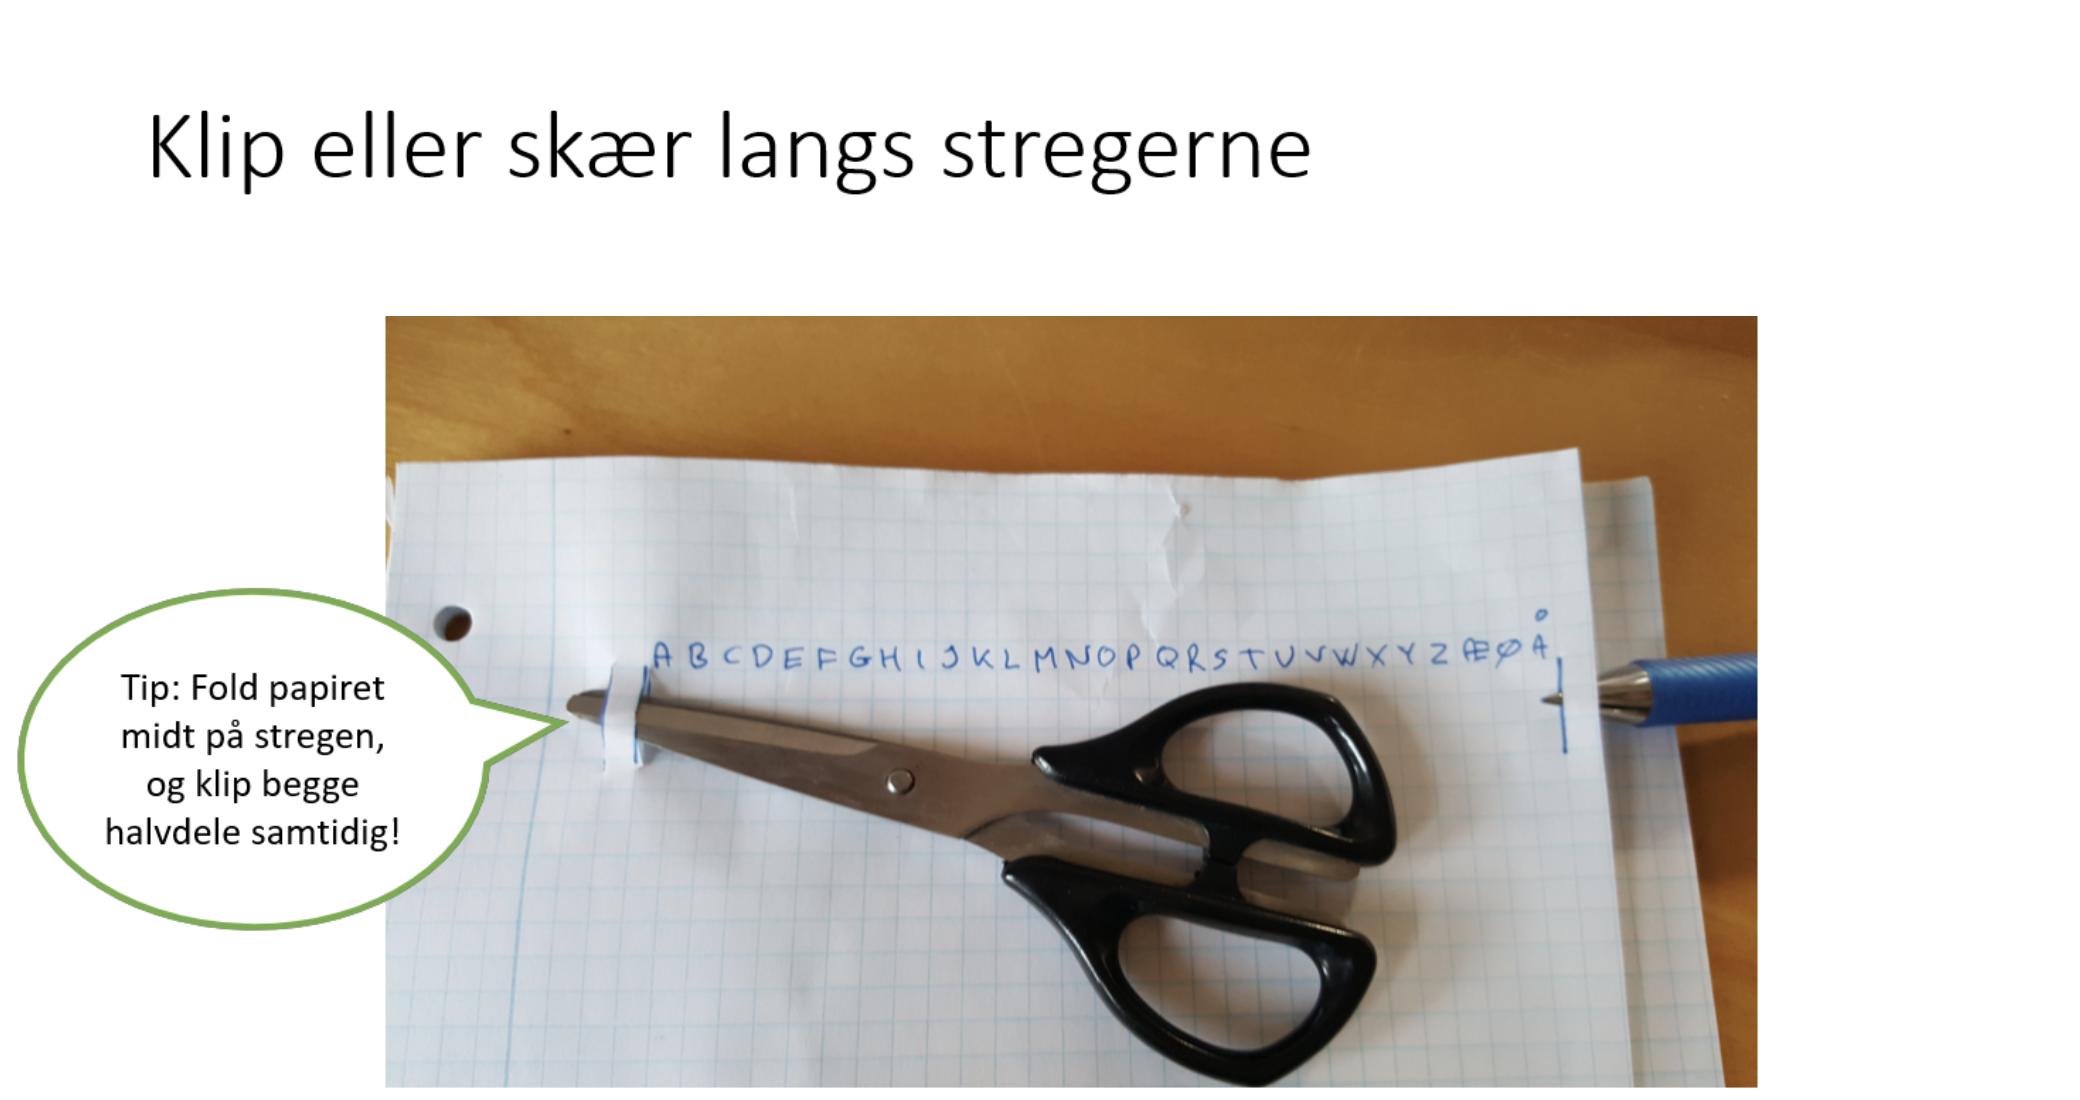 Klip eller skær langs stregerne
Tip: Fold papiret
midt på stregen,
og klip begge
halvdele samtidig!
A B C D E F G H I J K L M N O P Q R S T U V W X Y Z Æ Ø Å